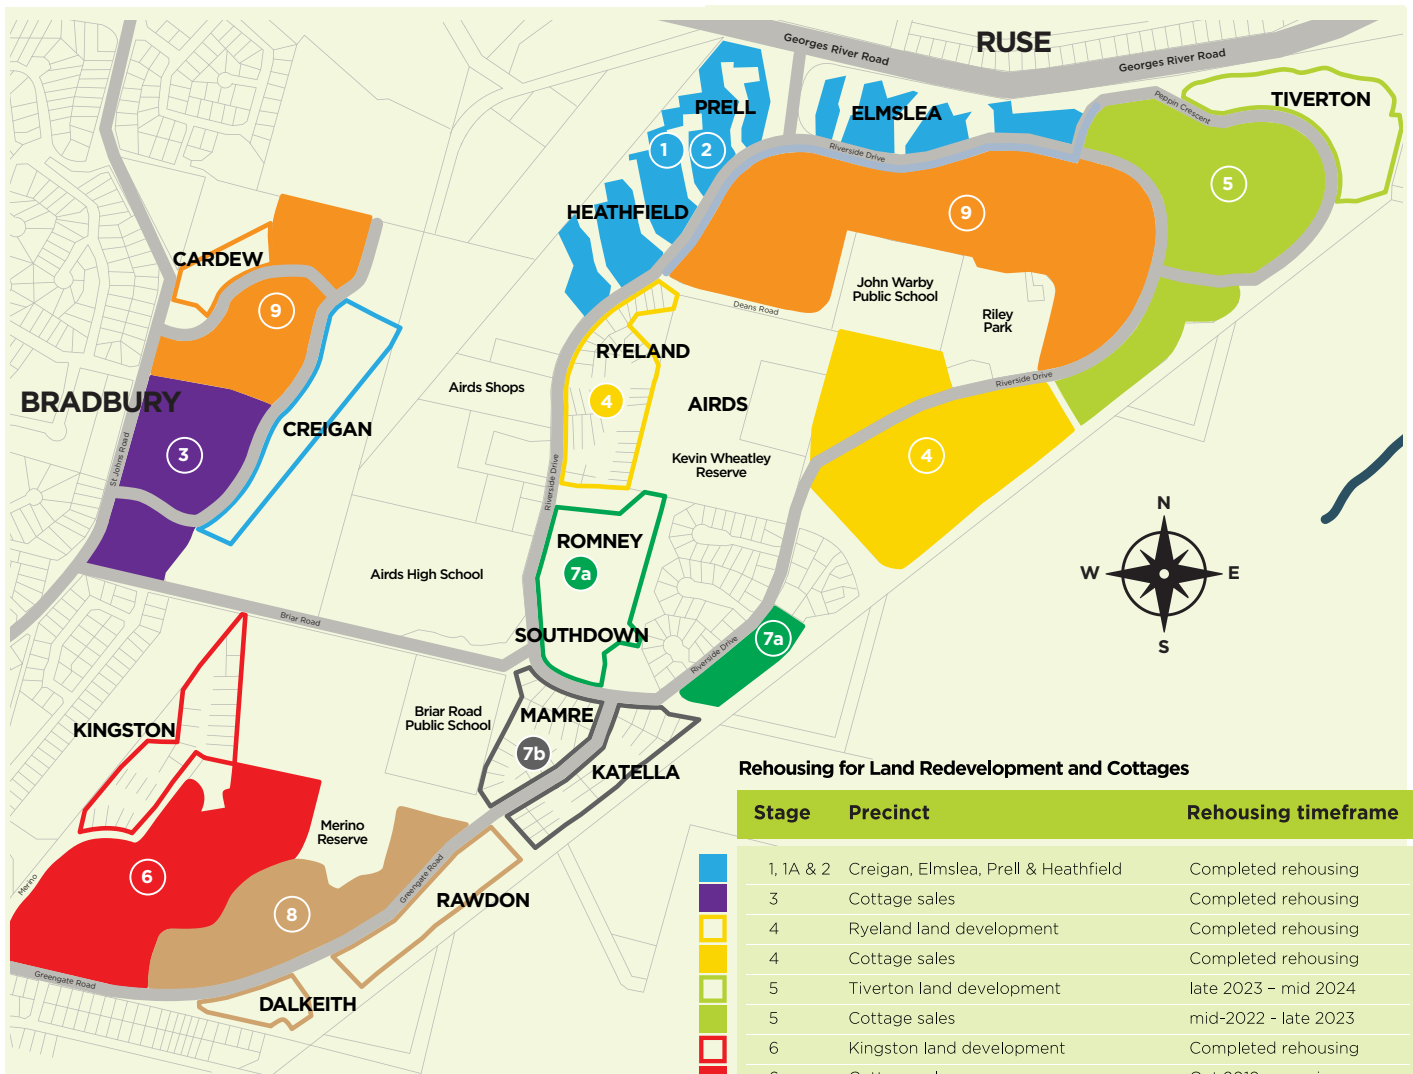 RUSE
Georges River Road
Georges River Road
TIVERTON
Peppin Crescent
PRELL
ELMSLEA
1
2
Riverside Drive
5
HEATHFIELD
9
CARDEW
John Warby
Public School
Deans Road
9
Riley
Park
RYELAND
Riverside Drive
Airds Shops
BRADBURY
4
AIRDS
CREIGAN
St Johns Road
3
Kevin Wheatley
Reserve
4
Riverside Drive
N
W
E
S
ROMNEY
7a
Airds High School
Briar Road
SOUTHDOWN
7a
Riverside Drive
Briar Road
Public School
MAMRE
KINGSTON
7b
KATELLA
Merino
Reserve
Merino
6
Greengate Road
RAWDON
8
Greengate Road
DALKEITH
Rehousing for Land Redevelopment and Cottages
Stage Precinct Rehousing timeframe
1, 1A & 2 Creigan, Elmslea, Prell & Heathfield Completed rehousing
3 Cottage sales Completed rehousing
4 Ryeland land development Completed rehousing
4 Cottage sales Completed rehousing
5 Tiverton land development late 2023 – mid 2024
5 Cottage sales mid-2022 - late 2023
6 Kingston land development Completed rehousing